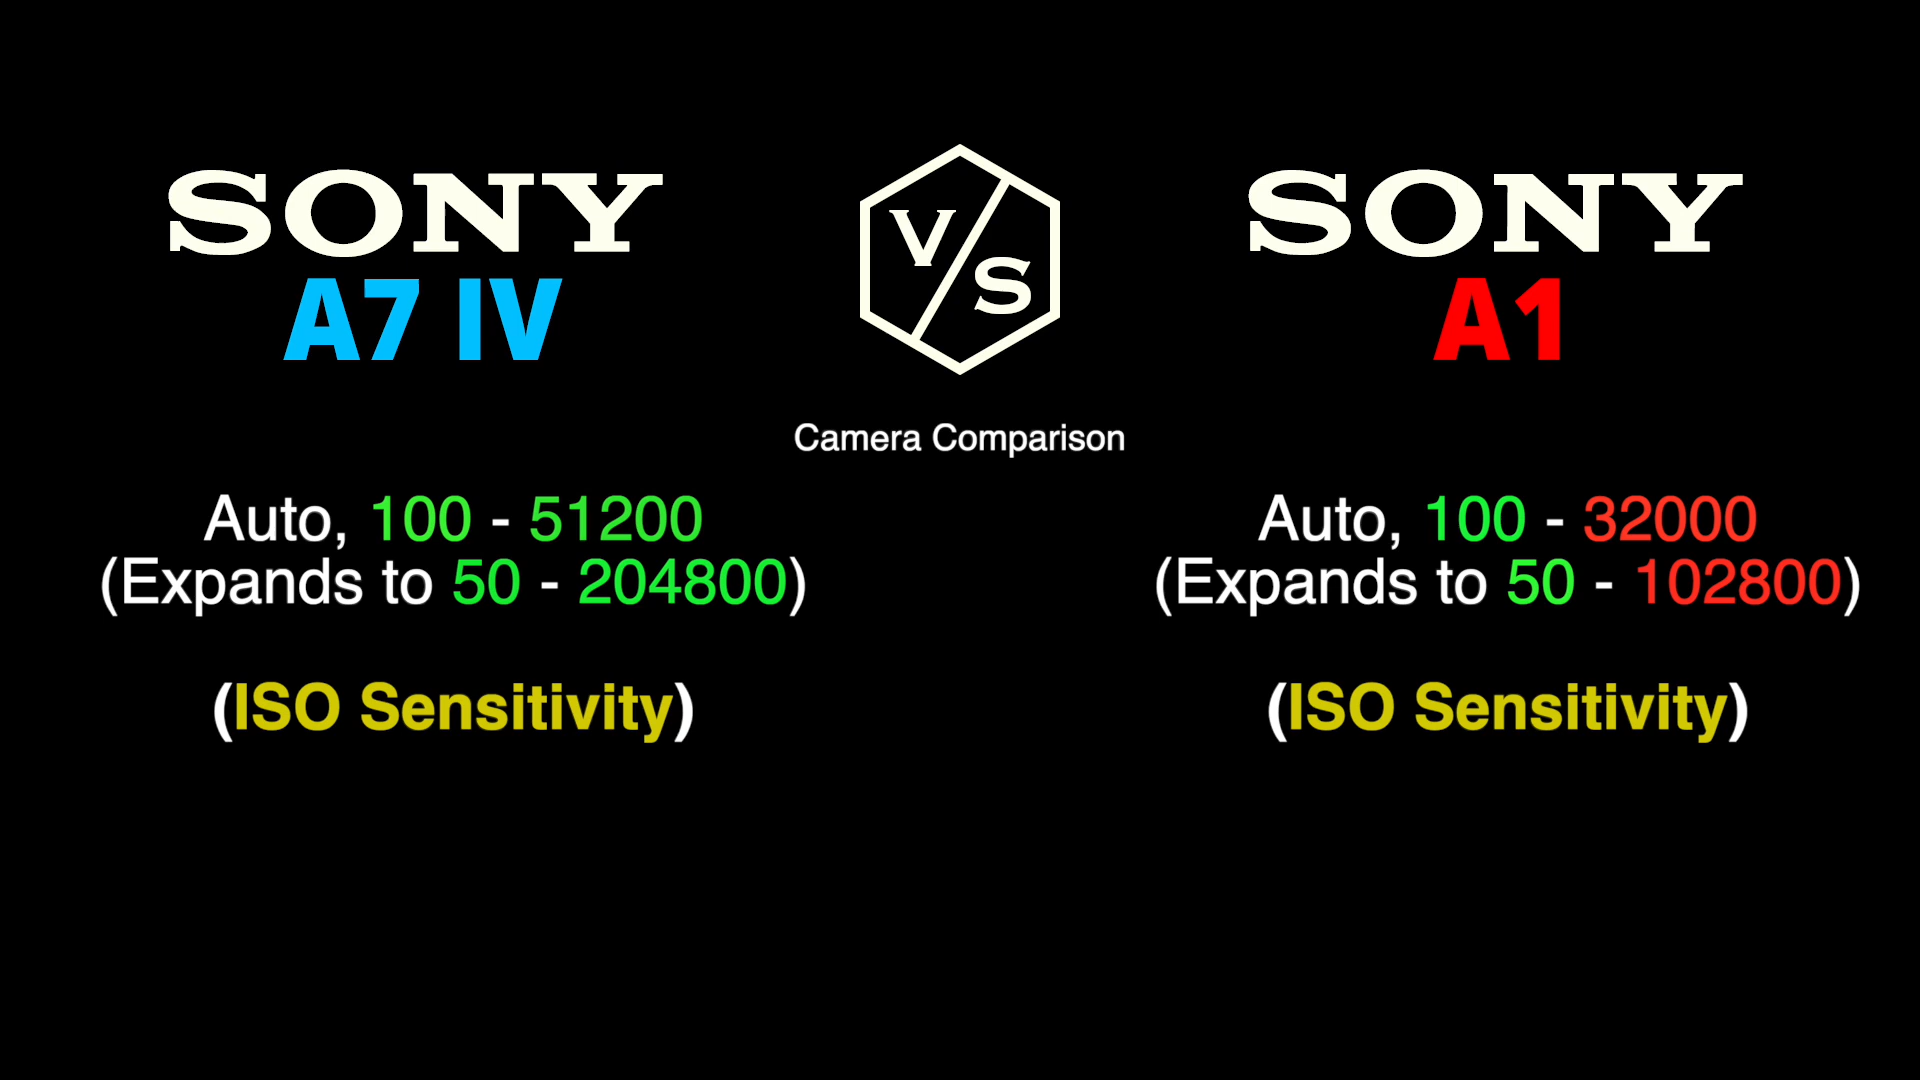 SONY
A7 IV
VS
SONY
A1
Camera Comparison
Auto, 100 - 51200
(Expands to 50 - 204800)
(ISO Sensitivity)
Auto, 100 - 32000
(Expands to 50 - 102800)
(ISO Sensitivity)